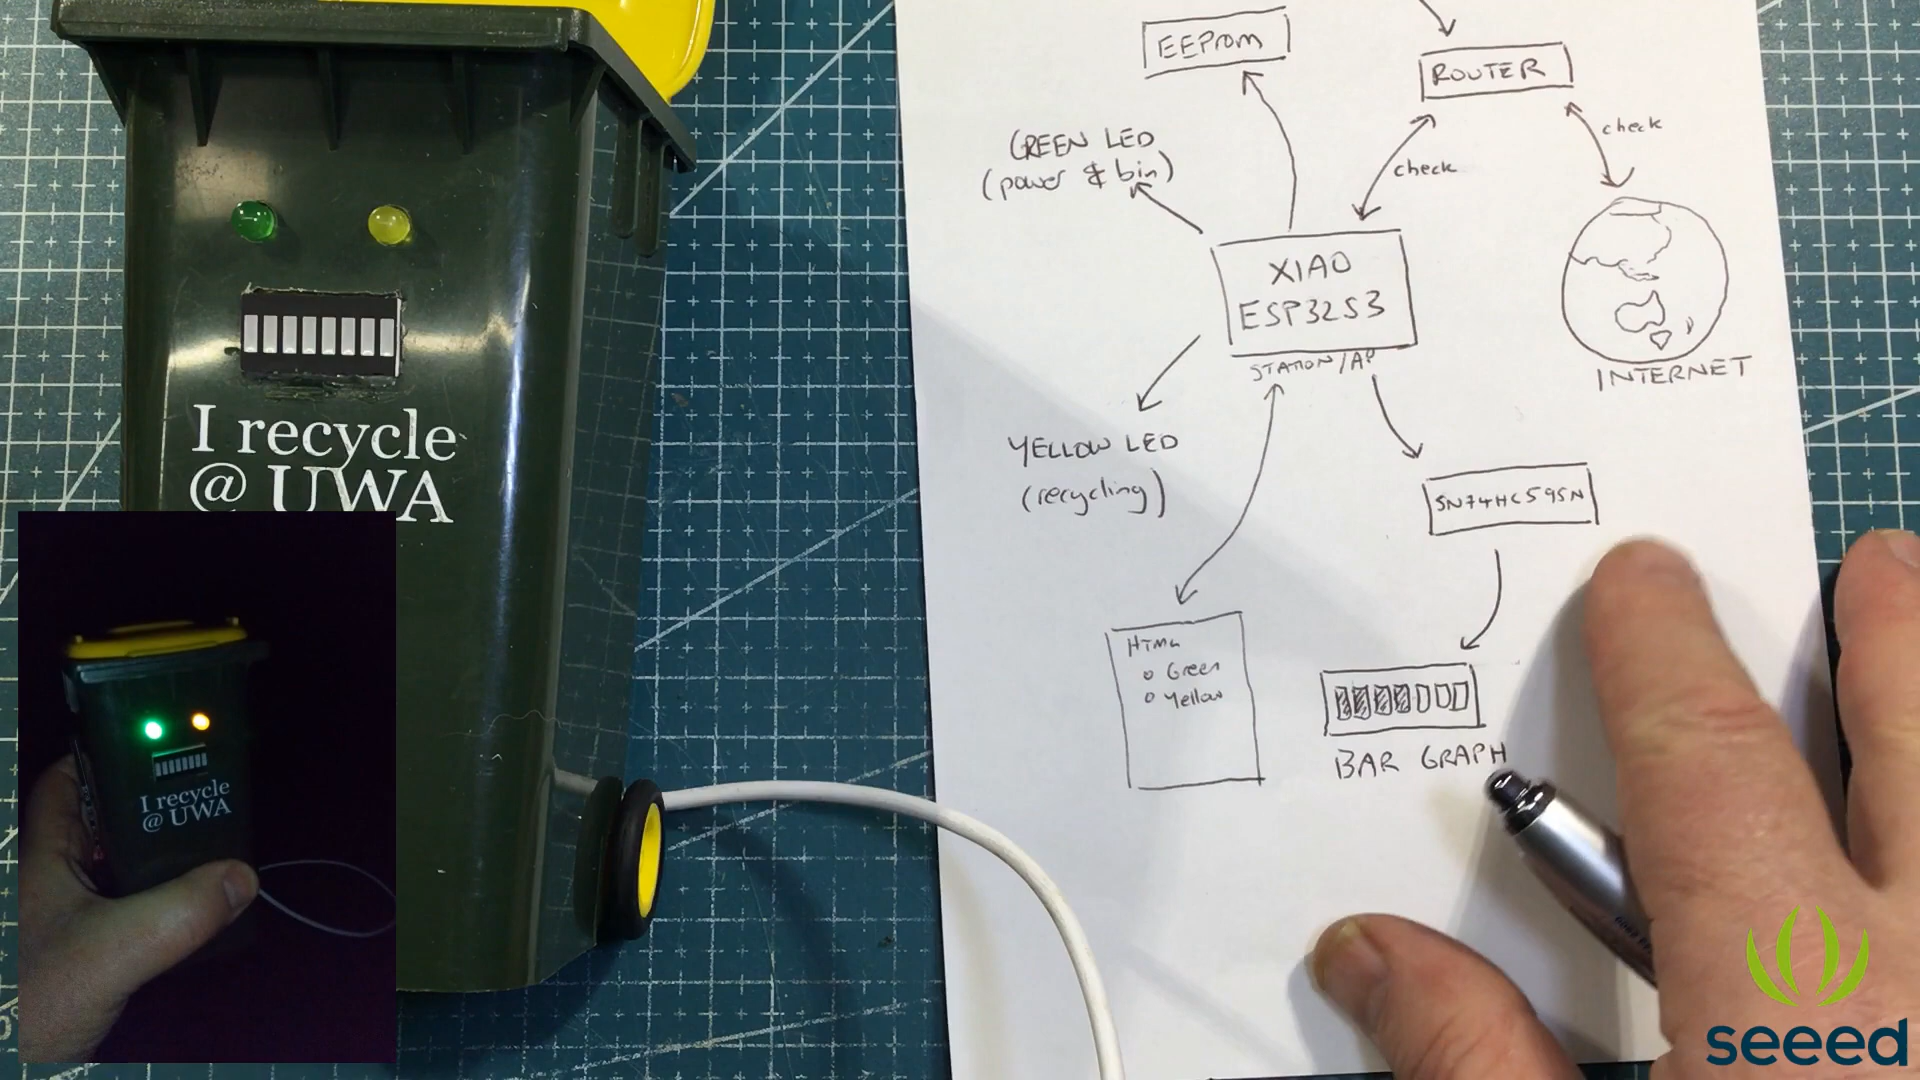 I recycle
@ UWA
I recycle
@ UWA
EEPROM
ROUTER
check
GREEN LED
(power & bin)
check
XIAO
ESP32S3
STATION/AP
INTERNET
YELLOW LED
(recycling)
SN74HC595N
HTML
o Green
o Yellow
BAR GRAPH
seeed